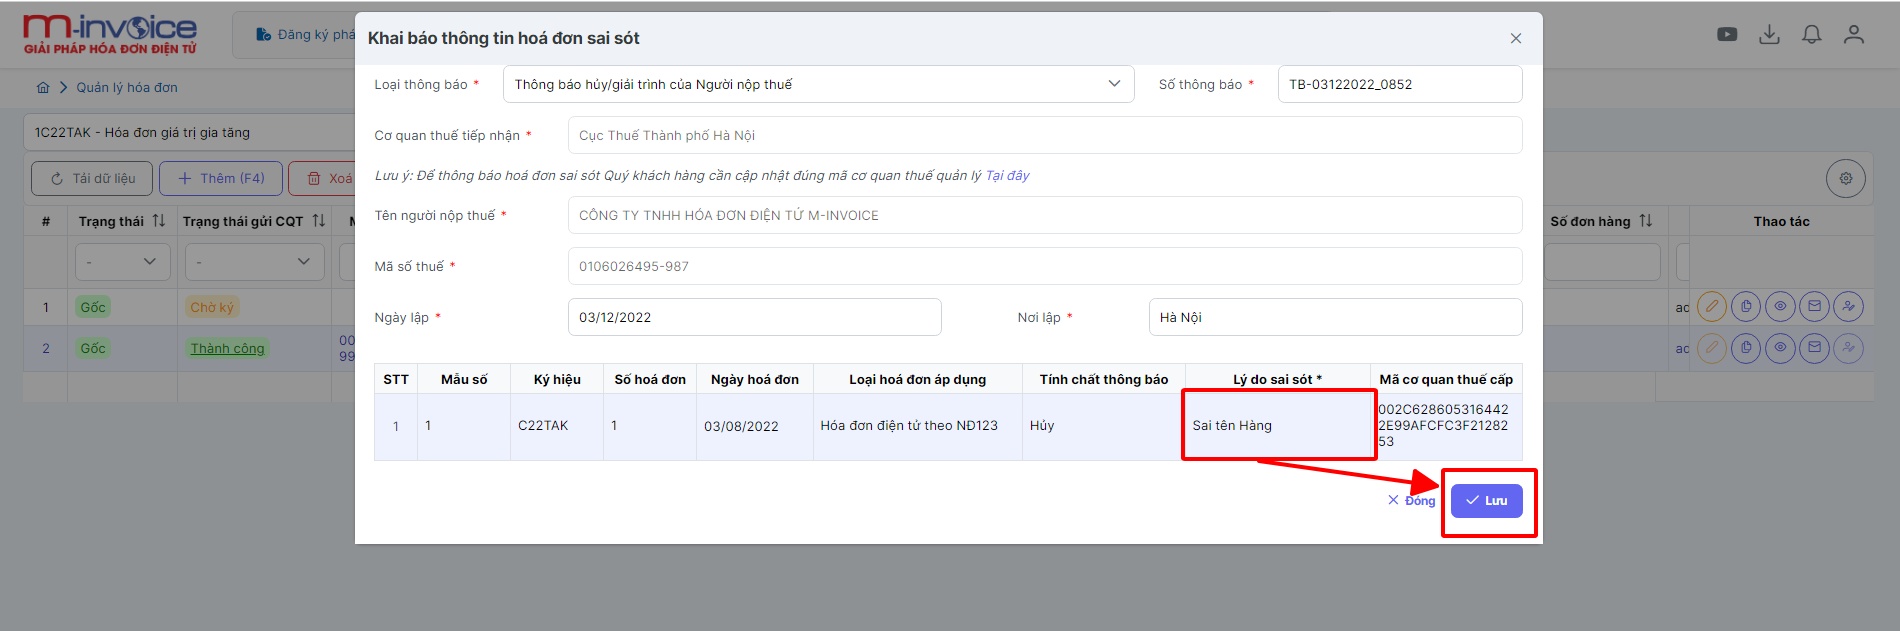 m-invoice
GIẢI PHÁP HÓA ĐƠN ĐIỆN TỬ
Đăng ký phá
Quản lý hóa đơn
1C22TAK - Hóa đơn giá trị gia tăng
Tải dữ liệu
Thêm (F4)
Xoá
# Trạng thái Trạng thái gửi CQT
Số đơn hàng Thao tác
- -
1 Gốc Chờ ký
2 Gốc Thành công
00
99
ad
ad
Khai báo thông tin hoá đơn sai sót
Loại thông báo * Thông báo hủy/giải trình của Người nộp thuế Số thông báo * TB-03122022_0852
Cơ quan thuế tiếp nhận * Cục Thuế Thành phố Hà Nội
Lưu ý: Để thông báo hoá đơn sai sót Quý khách hàng cần cập nhật đúng mã cơ quan thuế quản lý Tại đây
Tên người nộp thuế * CÔNG TY TNHH HÓA ĐƠN ĐIỆN TỬ M-INVOICE
Mã số thuế * 0106026495-987
Ngày lập * 03/12/2022 Nơi lập * Hà Nội
STT Mẫu số Ký hiệu Số hoá đơn Ngày hoá đơn Loại hoá đơn áp dụng Tính chất thông báo Lý do sai sót * Mã cơ quan thuế cấp
1 1 C22TAK 1 03/08/2022 Hóa đơn điện tử theo NĐ123 Hủy Sai tên Hàng 002C628605316442
2E99AFCFC3F21282
53
Đóng Lưu